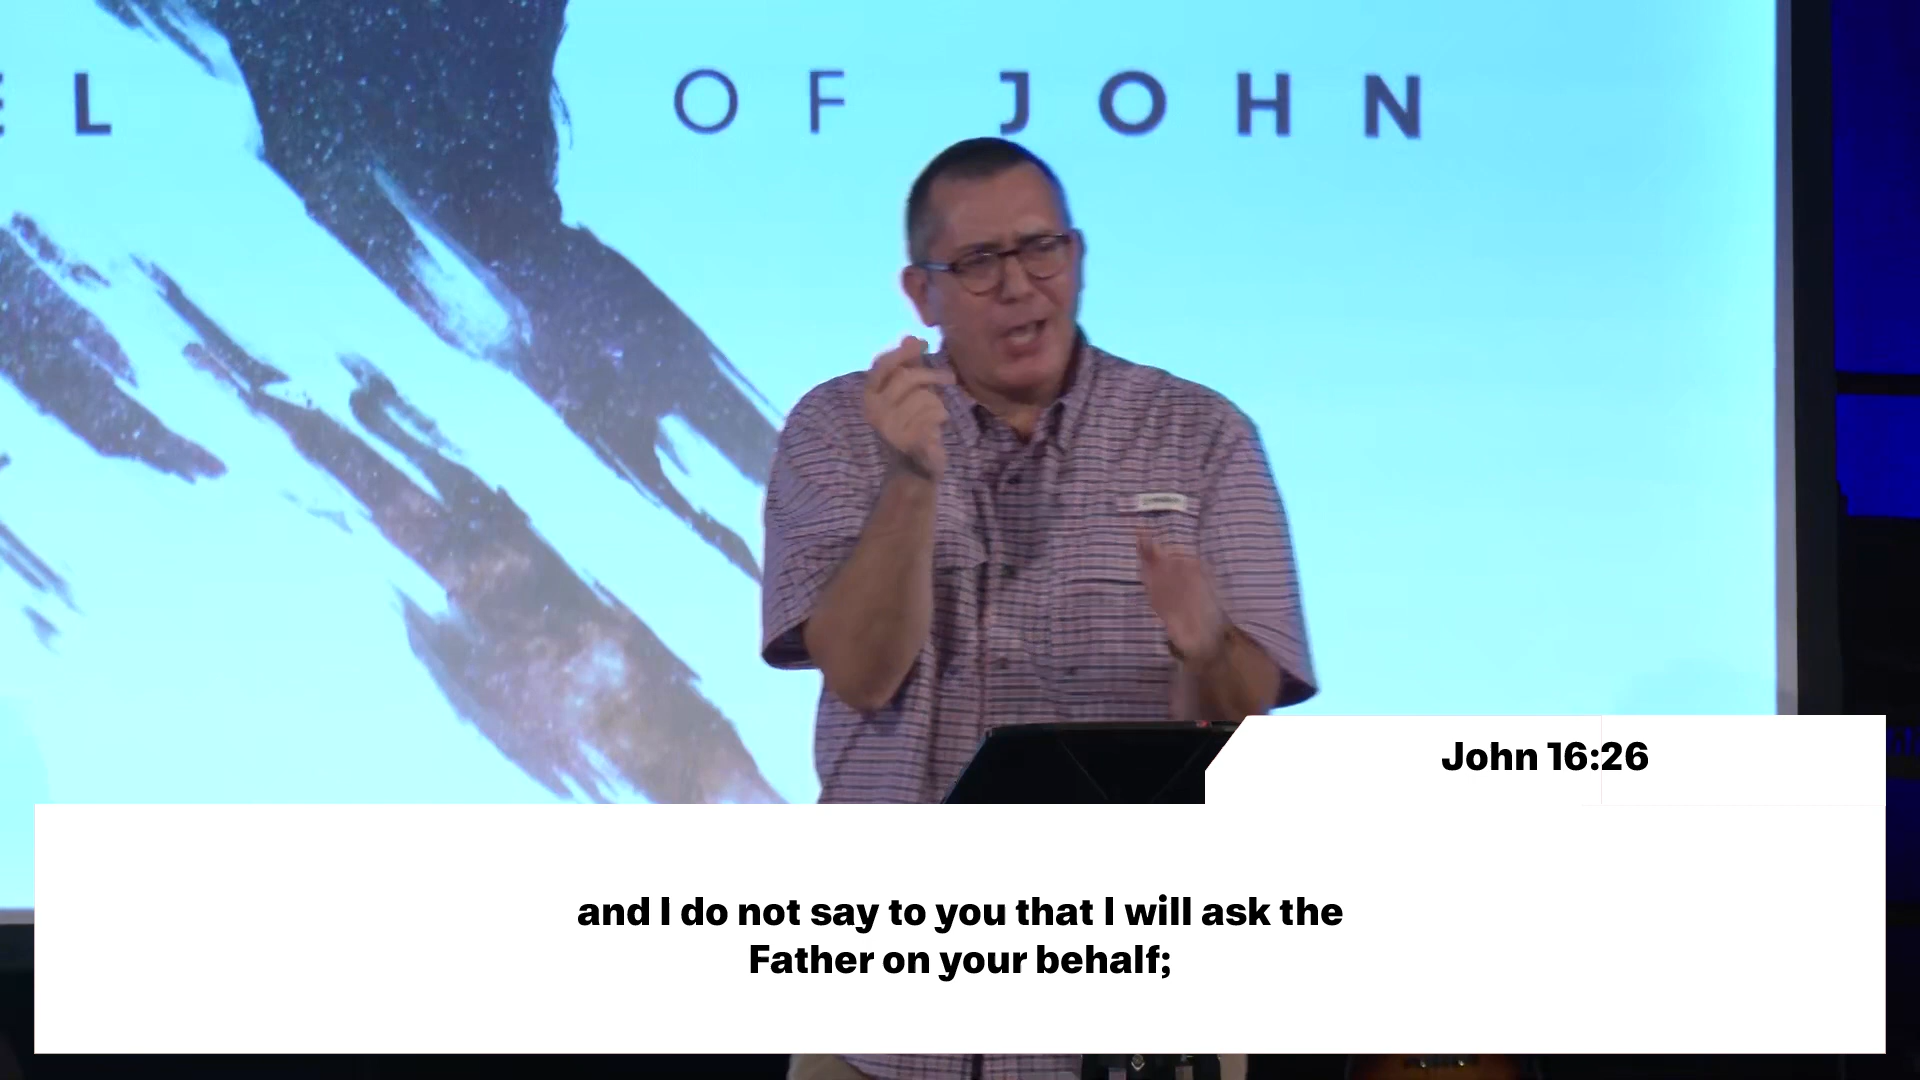 EL OF JOHN
John 16:26
and I do not say to you that I will ask the
Father on your behalf;